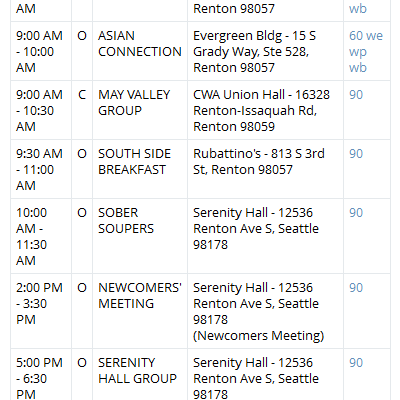 AM Renton 98057 wb
9:00 AM O ASIAN Evergreen Bldg - 15 S 60 we
- 10:00 CONNECTION Grady Way, Ste 528, wp
AM Renton 98057 wb
9:00 AM C MAY VALLEY CWA Union Hall - 16328 90
- 10:30 GROUP Renton-Issaquah Rd,
AM Renton 98059
9:30 AM O SOUTH SIDE Rubattino's - 813 S 3rd 90
- 11:00 BREAKFAST St, Renton 98057
AM
10:00 O SOBER Serenity Hall - 12536 90
AM - SOUPERS Renton Ave S, Seattle
11:30 98178
AM
2:00 PM O NEWCOMERS' Serenity Hall - 12536 90
- 3:30 MEETING Renton Ave S, Seattle
PM 98178
(Newcomers Meeting)
5:00 PM O SERENITY Serenity Hall - 12536 90
- 6:30 HALL GROUP Renton Ave S, Seattle
PM 98178